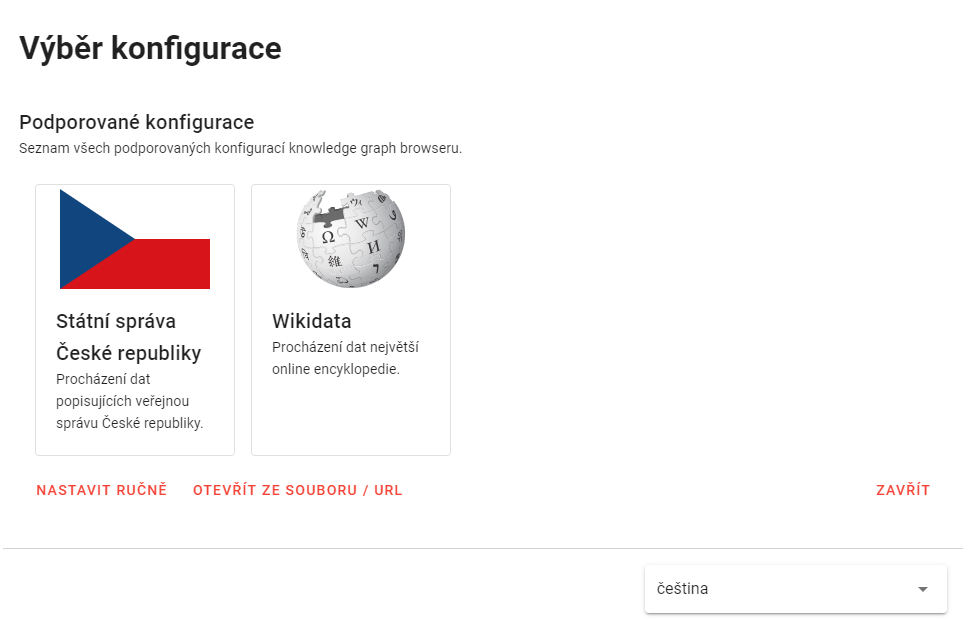 Výběr konfigurace
Podporované konfigurace
Seznam všech podporovaných konfigurací knowledge graph browseru.
Státní správa
České republiky
Procházení dat
popisujících veřejnou
správu České republiky.
Ω
W
И
維
Wikidata
Procházení dat největší
online encyklopedie.
NASTAVIT RUČNĚ
OTEVŘÍT ZE SOUBORU / URL
ZAVŘÍT
čeština